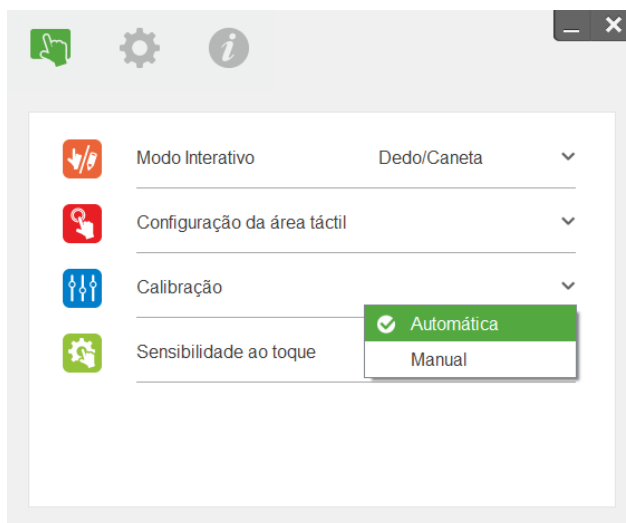 Modo Interativo Dedo/Caneta
Configuração da área táctil
Calibração
Automática
Sensibilidade ao toque
Manual